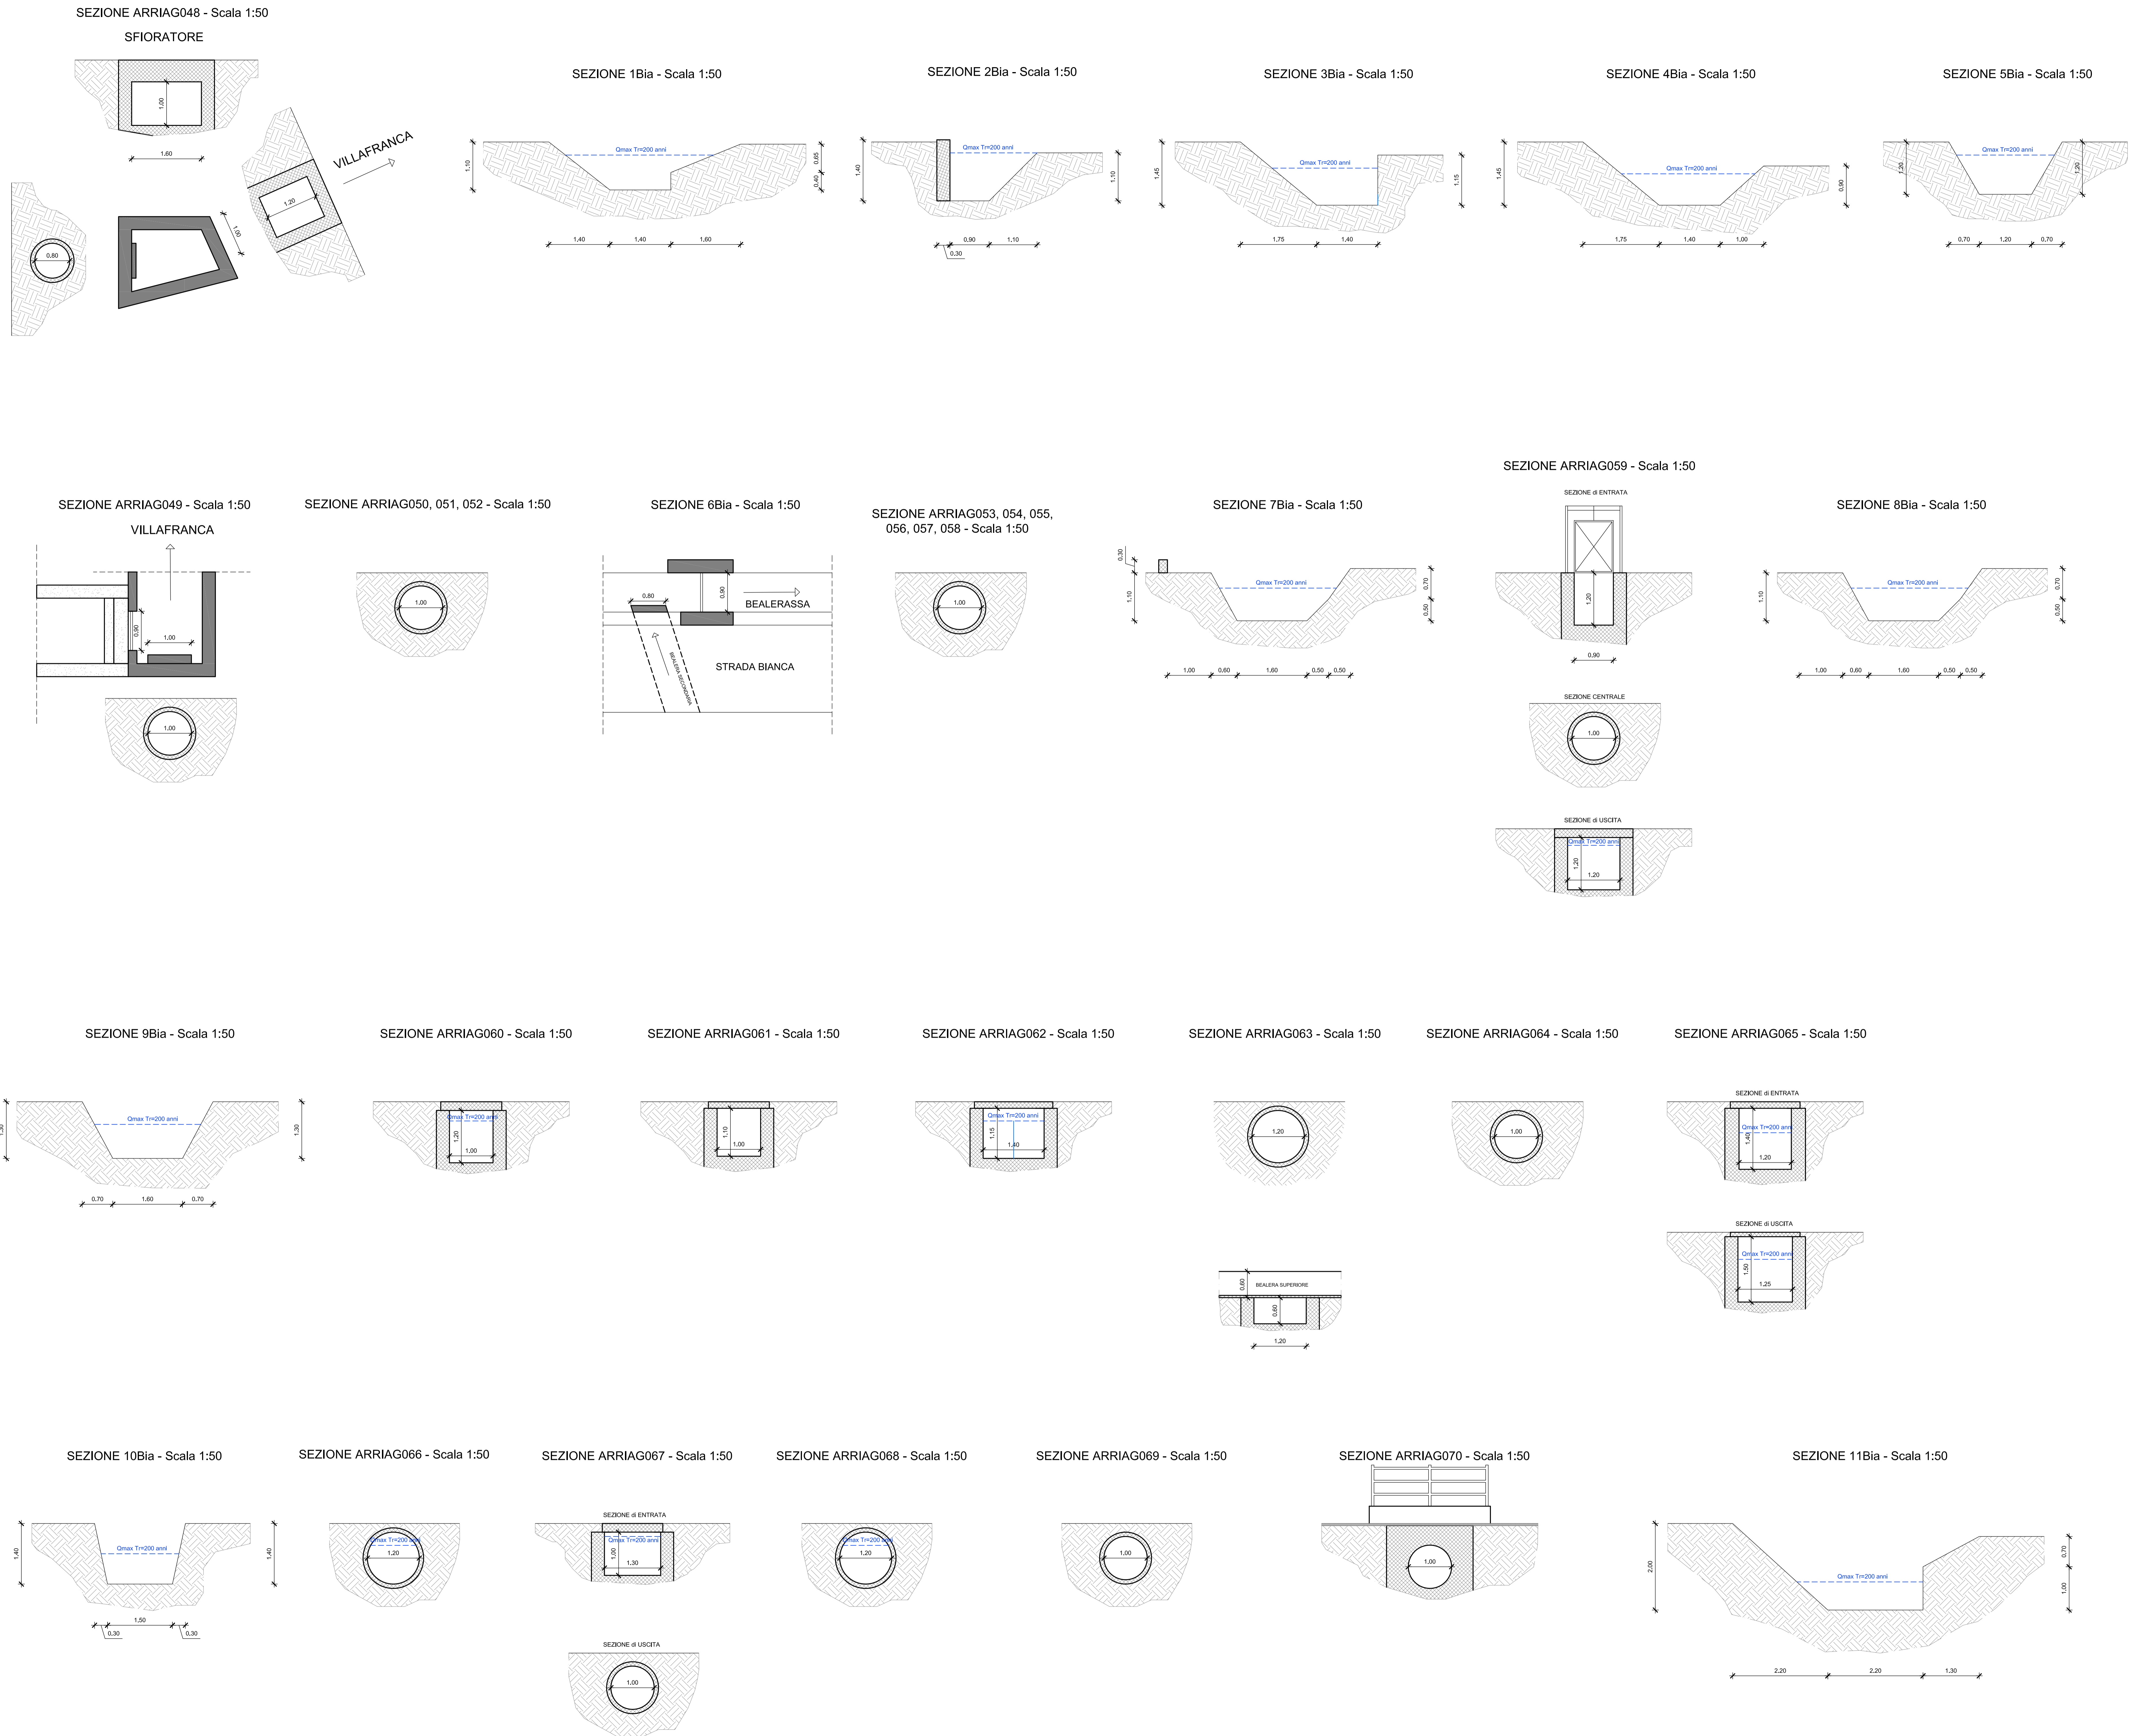 SEZIONE ARRIAG048 - Scala 1:50
SFIORATORE
1,00
1,60
VILLAFRANCA
1,20
1,00
0,80
SEZIONE 1Bia - Scala 1:50
Qmax Tr=200 anni
1,10
0,65
0,40
1,40
1,40
1,60
SEZIONE 2Bia - Scala 1:50
Qmax Tr=200 anni
1,40
1,10
0,90
1,10
0,30
SEZIONE 3Bia - Scala 1:50
Qmax Tr=200 anni
1,45
1,15
1,75
1,40
SEZIONE 4Bia - Scala 1:50
Qmax Tr=200 anni
1,45
0,90
1,75
1,40
1,00
SEZIONE 5Bia - Scala 1:50
Qmax Tr=200 anni
1,20
1,20
0,70
1,20
0,70
SEZIONE ARRIAG049 - Scala 1:50
VILLAFRANCA
0,90
1,00
1,00
SEZIONE ARRIAG050, 051, 052 - Scala 1:50
1,00
SEZIONE 6Bia - Scala 1:50
0,80
0,90
BEALERASSA
BEALERA SECONDARIA
STRADA BIANCA
SEZIONE ARRIAG053, 054, 055,
056, 057, 058 - Scala 1:50
1,00
SEZIONE 7Bia - Scala 1:50
0,30
1,10
Qmax Tr=200 anni
0,70
0,50
1,00
0,60
1,60
0,50
0,50
SEZIONE ARRIAG059 - Scala 1:50
SEZIONE di ENTRATA
1,20
0,90
SEZIONE CENTRALE
1,00
SEZIONE di USCITA
Qmax Tr=200 anni
1,20
1,20
SEZIONE 8Bia - Scala 1:50
1,10
Qmax Tr=200 anni
0,70
0,50
1,00
0,60
1,60
0,50
0,50
SEZIONE 9Bia - Scala 1:50
1,30
Qmax Tr=200 anni
1,30
0,70
1,60
0,70
SEZIONE ARRIAG060 - Scala 1:50
Qmax Tr=200 anni
1,20
1,00
SEZIONE ARRIAG061 - Scala 1:50
1,10
1,00
SEZIONE ARRIAG062 - Scala 1:50
Qmax Tr=200 anni
1,15
1,40
SEZIONE ARRIAG063 - Scala 1:50
1,20
0,60
BEALERA SUPERIORE
0,60
1,20
SEZIONE ARRIAG064 - Scala 1:50
1,00
SEZIONE ARRIAG065 - Scala 1:50
SEZIONE di ENTRATA
Qmax Tr=200 anni
1,40
1,20
SEZIONE di USCITA
Qmax Tr=200 anni
1,50
1,25
SEZIONE 10Bia - Scala 1:50
1,40
Qmax Tr=200 anni
1,40
1,50
0,30
0,30
SEZIONE ARRIAG066 - Scala 1:50
Qmax Tr=200 anni
1,20
SEZIONE ARRIAG067 - Scala 1:50
SEZIONE di ENTRATA
Qmax Tr=200 anni
1,00
1,30
SEZIONE di USCITA
1,00
SEZIONE ARRIAG068 - Scala 1:50
Qmax Tr=200 anni
1,20
SEZIONE ARRIAG069 - Scala 1:50
1,00
SEZIONE ARRIAG070 - Scala 1:50
1,00
SEZIONE 11Bia - Scala 1:50
2,00
Qmax Tr=200 anni
0,70
1,00
2,20
2,20
1,30